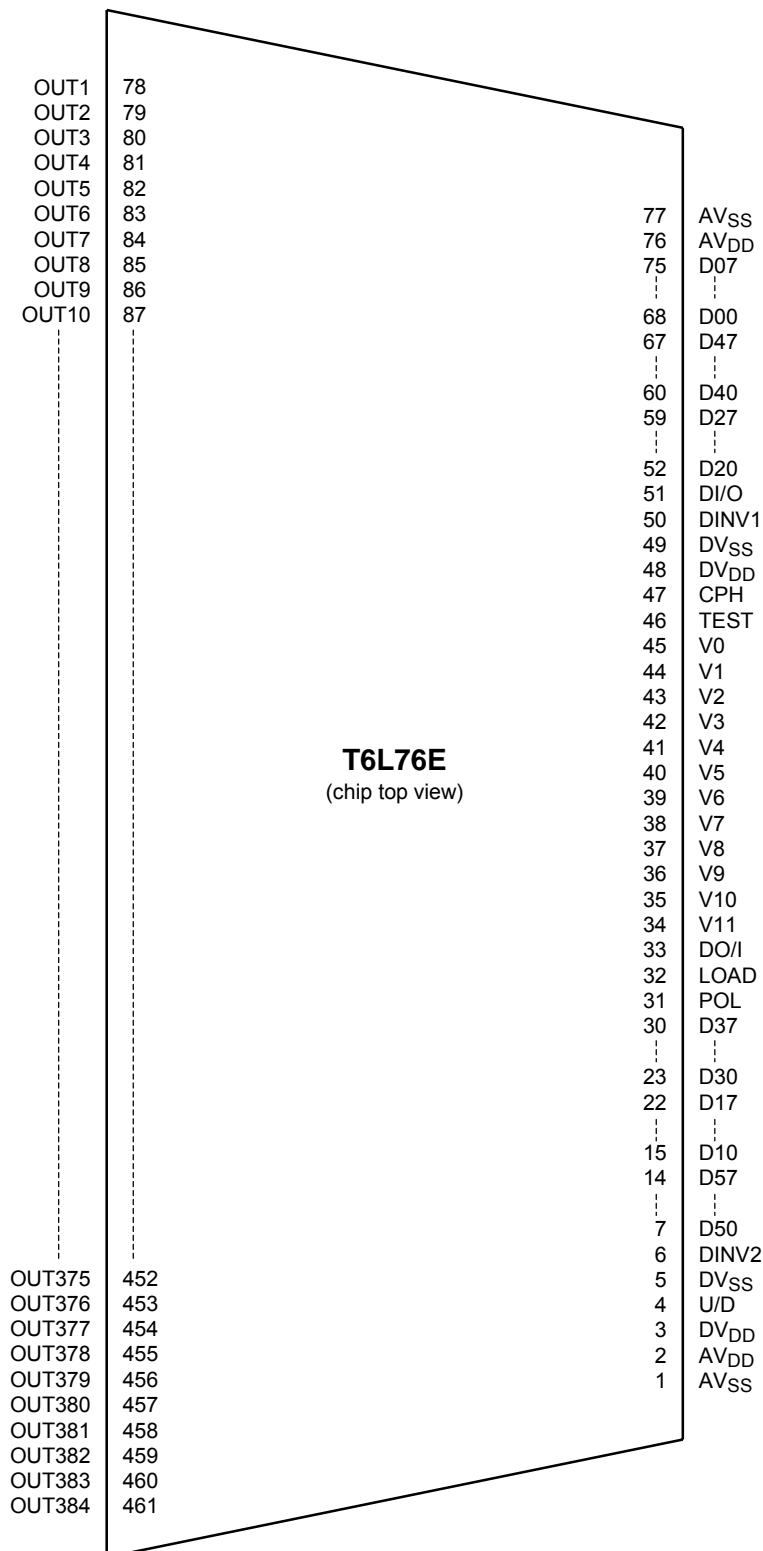 OUT1 78
OUT2 79
OUT3 80
OUT4 81
OUT5 82
OUT6 83 77 AVSS
OUT7 84 76 AVDD
OUT8 85 75 D07
OUT9 86
OUT10 87 68 D00
67 D47
60 D40
59 D27
52 D20
51 DI/O
50 DINV1
49 DVSS
48 DVDD
47 CPH
46 TEST
45 V0
44 V1
43 V2
42 V3
T6L76E
41 V4
(chip top view)
40 V5
39 V6
38 V7
37 V8
36 V9
35 V10
34 V11
33 DO/I
32 LOAD
31 POL
30 D37
23 D30
22 D17
15 D10
14 D57
7 D50
6 DINV2
OUT375 452 5 DVSS
OUT376 453 4 U/D
OUT377 454 3 DVDD
OUT378 455 2 AVDD
OUT379 456 1 AVSS
OUT380 457
OUT381 458
OUT382 459
OUT383 460
OUT384 461